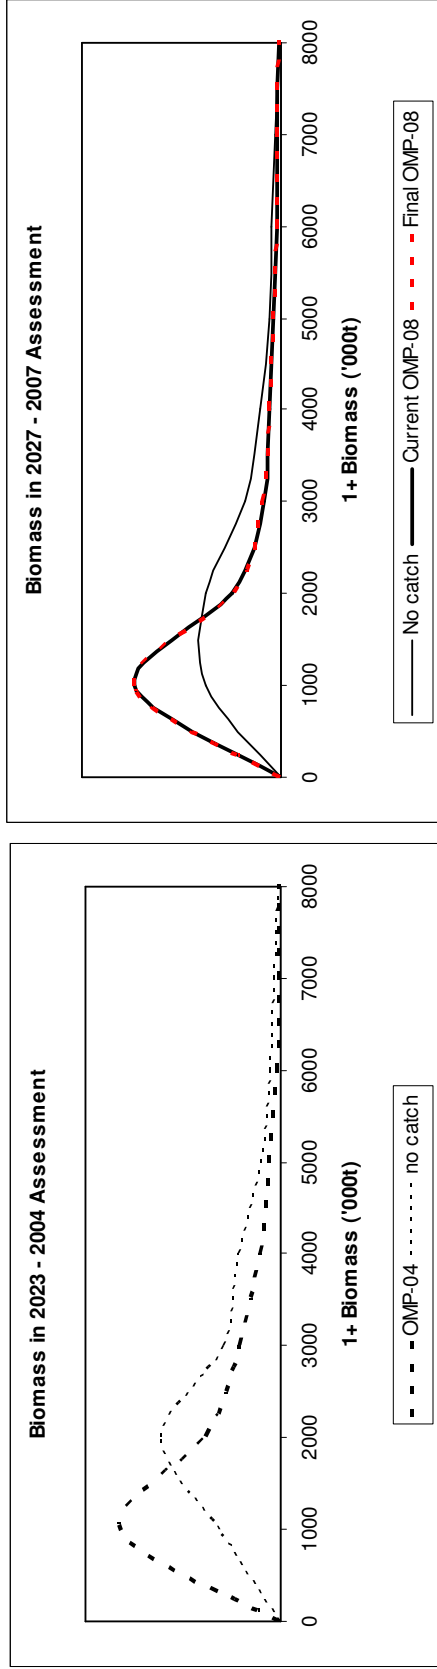 Biomass in 2023 - 2004 Assessment
0 1000 2000 3000 4000 5000 6000 7000 8000
1+ Biomass ('000t)
OMP-04 no catch
Biomass in 2027 - 2007 Assessment
0 1000 2000 3000 4000 5000 6000 7000 8000
1+ Biomass ('000t)
No catch Current OMP-08 Final OMP-08